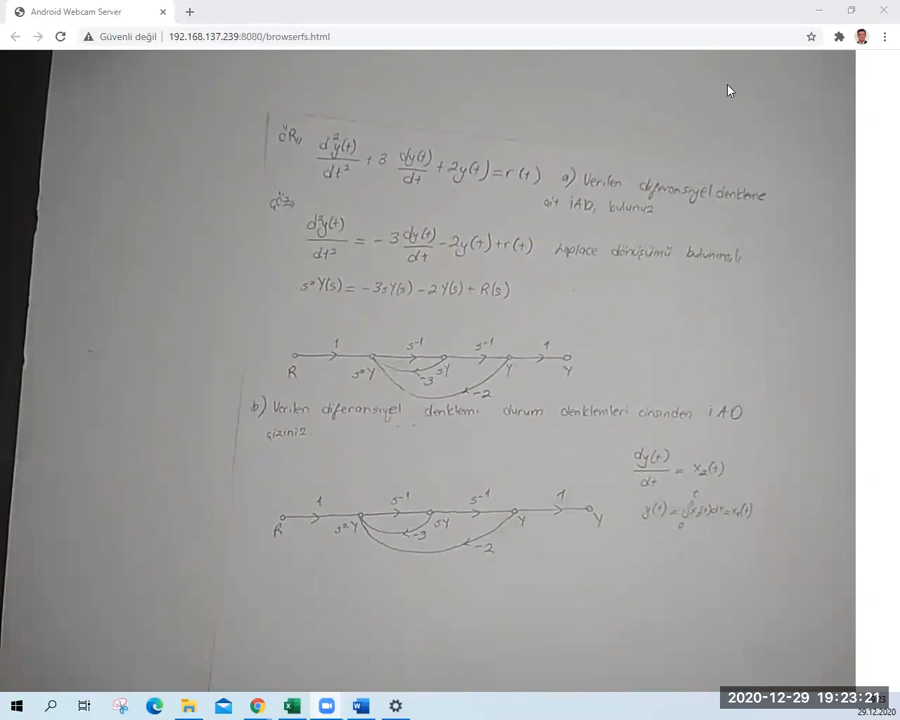 Android Webcam Server
Güvenli değil
192.168.137.239:8080/browserfs.html
ÖR// d²y(t)/dt² + 3 dy(t)/dt + 2y(t) = r(t) a) Verilen diferansiyel denkleme
ait İAD, bulunuz
d²y(t)/dt² = -3 dy(t)/dt - 2y(t) + r(t) Laplace dönüşümü bulunmalı
s²Y(s) = -3sY(s) - 2Y(s) + R(s)
1 s⁻¹ s⁻¹ 1
R s²Y -3 sY Y Y
-2
b) Verilen diferansiyel denklemi durum denklemleri cinsinden İAD
çiziniz
dy(t)/dt = x₂(t)
1 s⁻¹ s⁻¹ 1
R s²Y -3 sY Y Y
-2
2020-12-29 19:23:21
29.12.2020